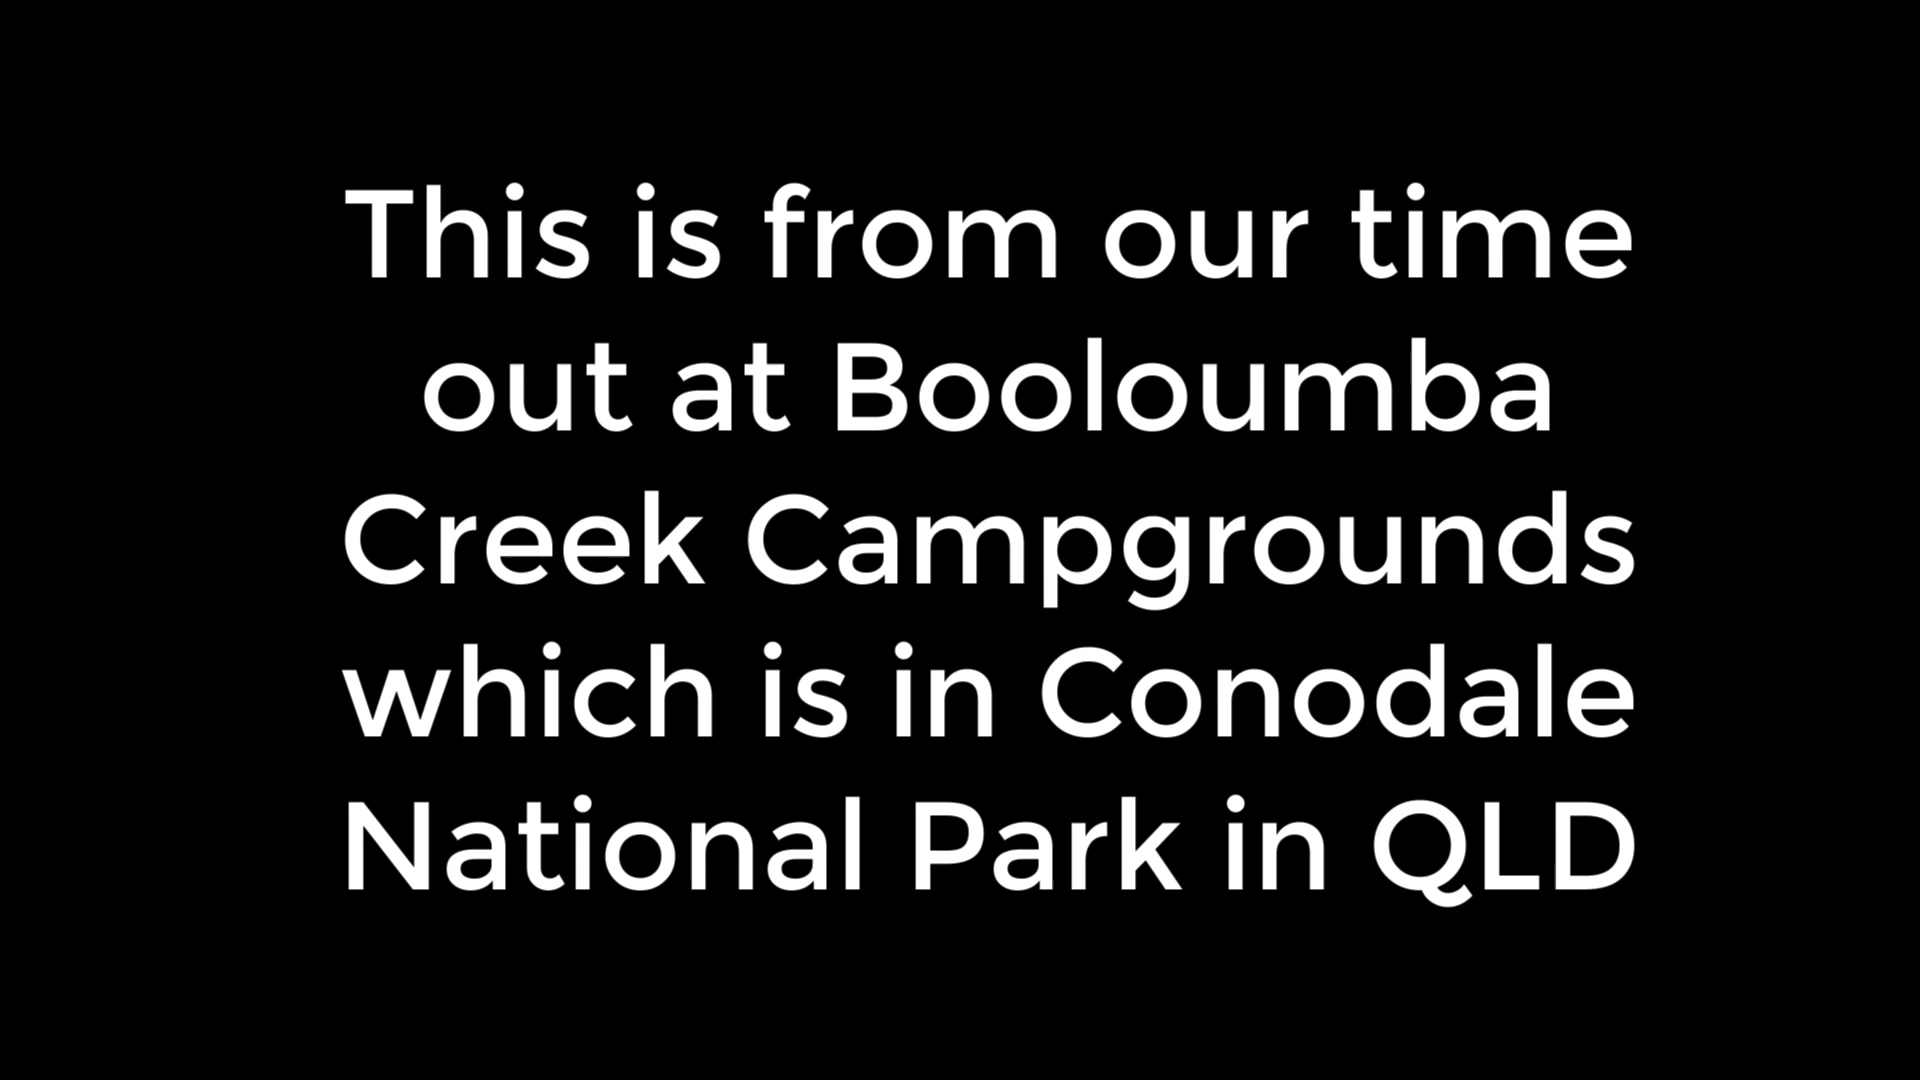 This is from our time
out at Booloumba
Creek Campgrounds
which is in Conodale
National Park in QLD